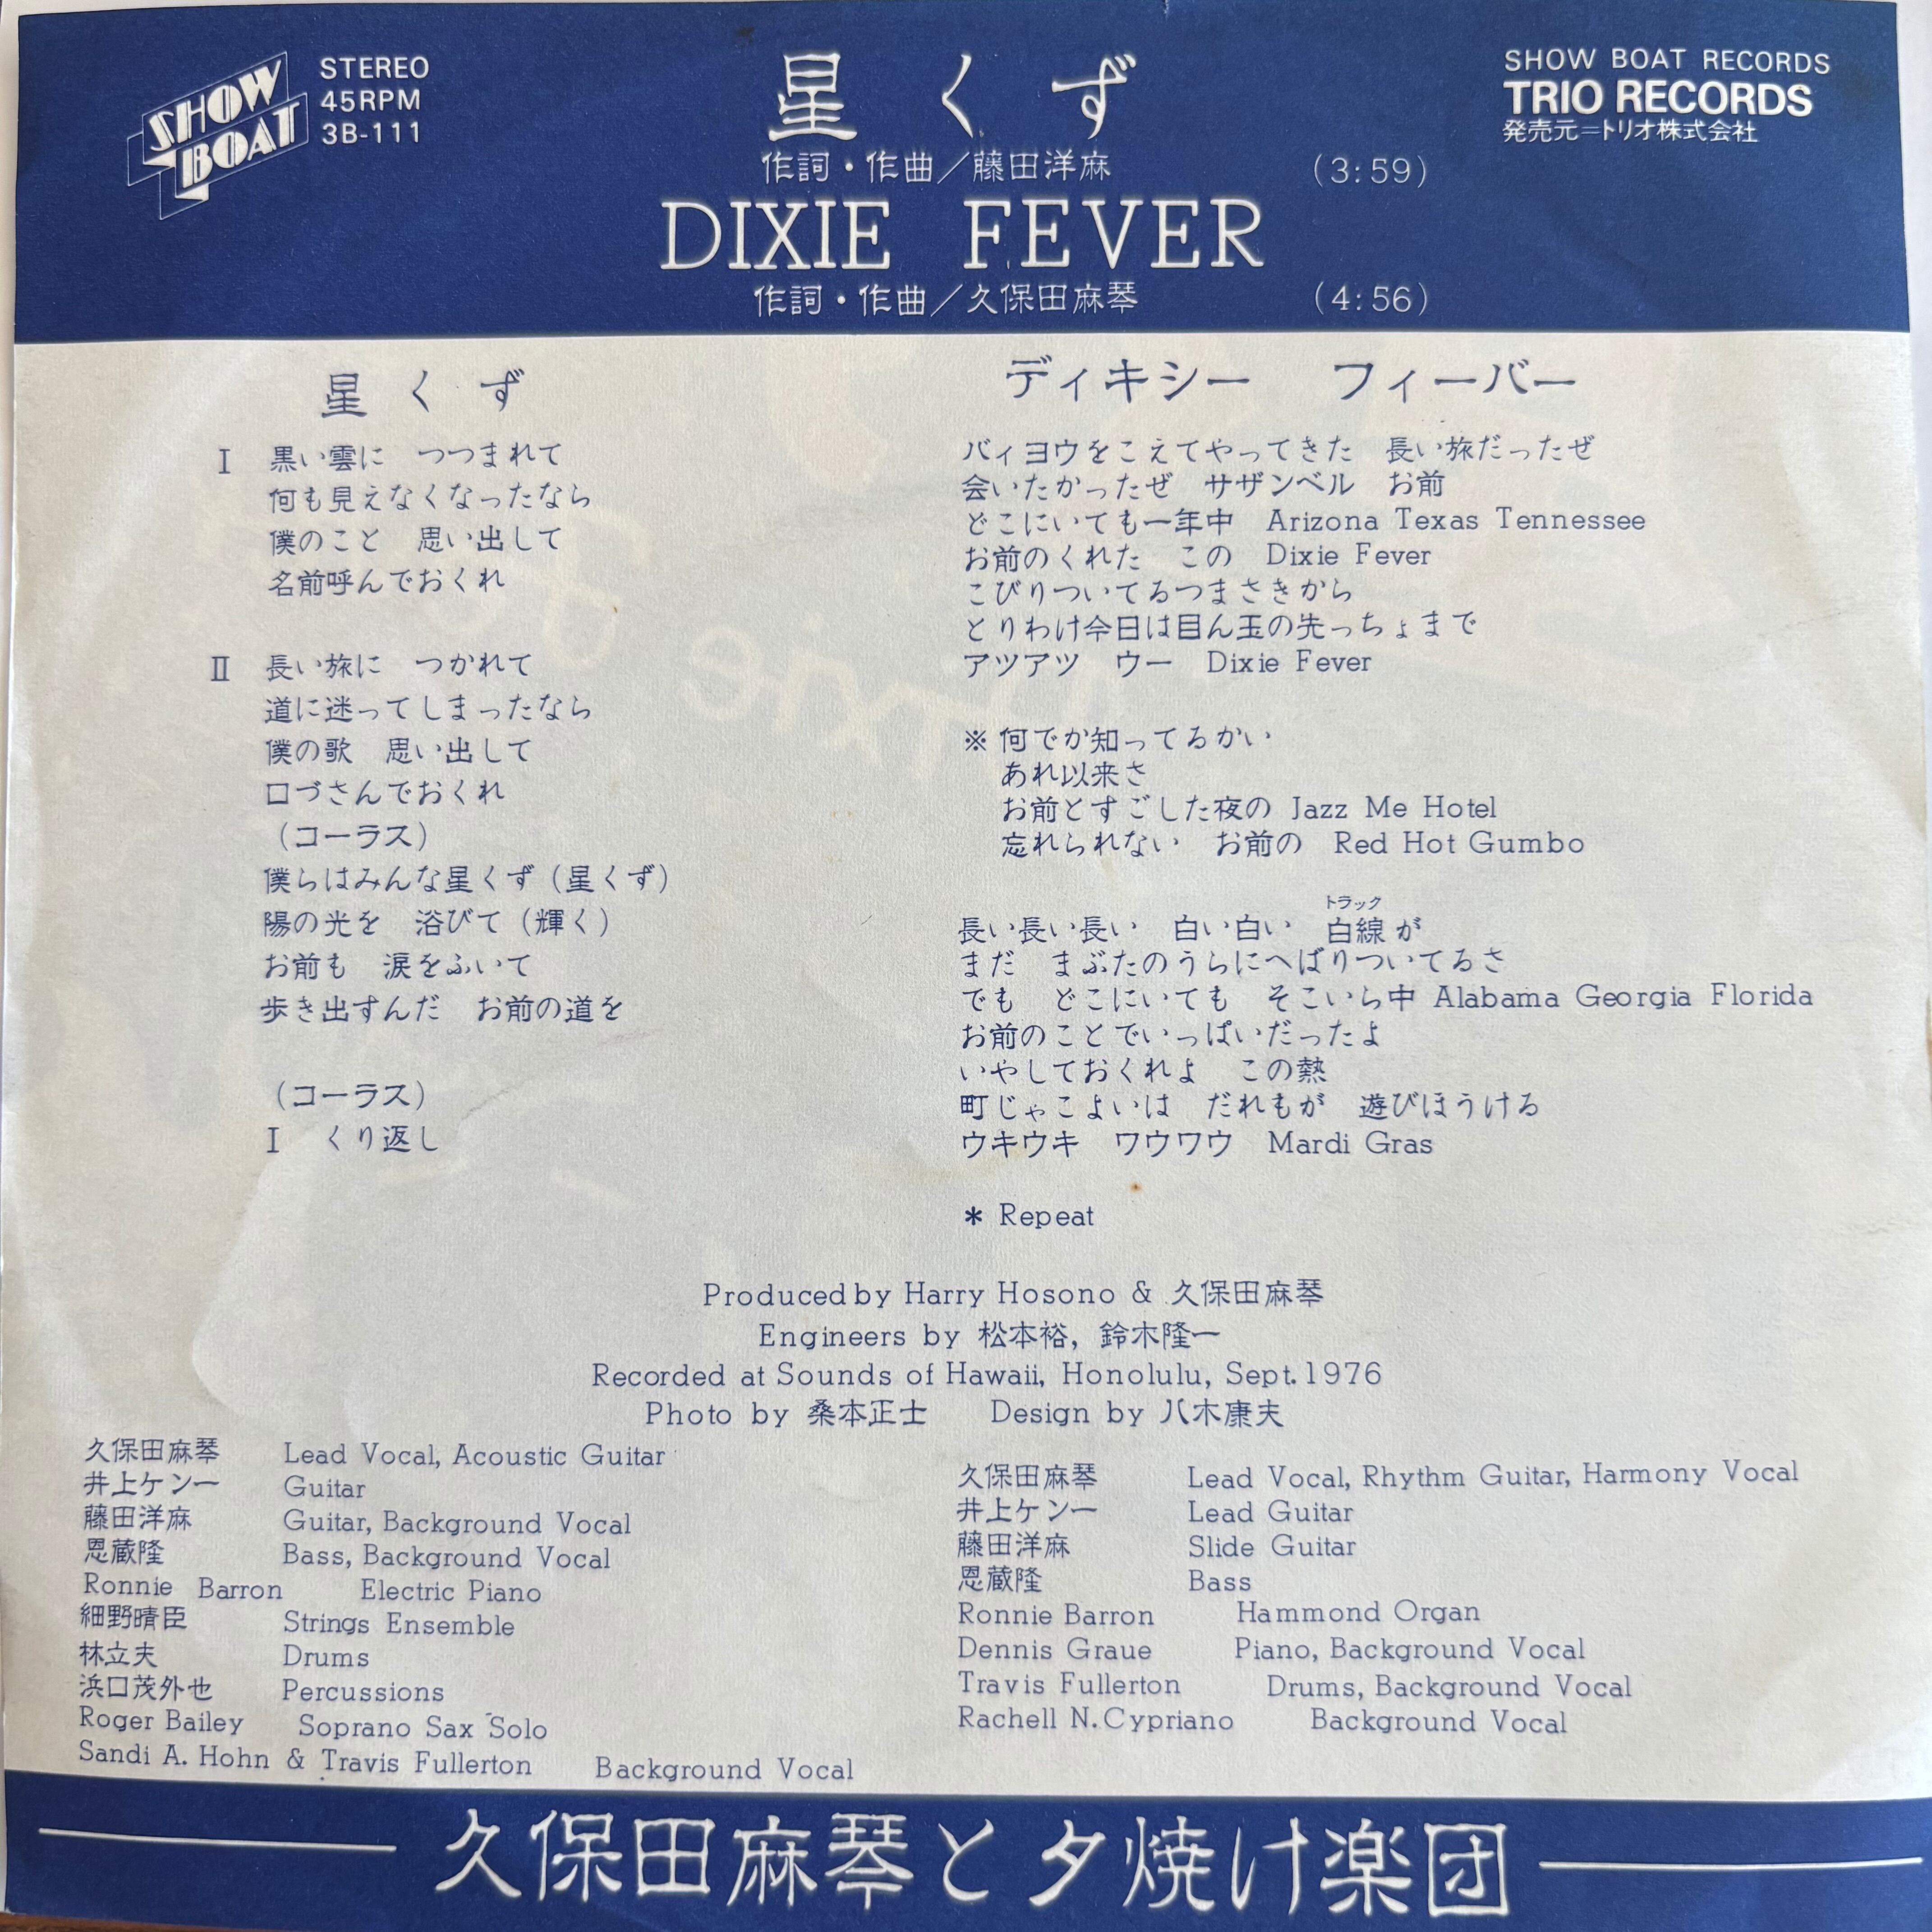 SHOW
BOAT
STEREO
45RPM
3B-111
星くず
作詞・作曲／藤田洋麻 (3:59)
DIXIE FEVER
作詞・作曲／久保田麻琴 (4:56)
SHOW BOAT RECORDS
TRIO RECORDS
発売元=トリオ株式会社
星くず
I 黒い雲に つつまれて
何も見えなくなったなら
僕のこと 思い出して
名前呼んでおくれ
II 長い旅に つかれて
道に迷ってしまったなら
僕の歌 思い出して
口づさんでおくれ
(コーラス)
僕らはみんな星くず(星くず)
陽の光を 浴びて(輝く)
お前も 涙をふいて
歩き出すんだ お前の道を
(コーラス)
I くり返し
ディキシー フィーバー
バィヨウをこえてやってきた 長い旅だったぜ
会いたかったぜ サザンベル お前
どこにいても一年中 Arizona Texas Tennessee
お前のくれた この Dixie Fever
こびりついてるつまさきから
とりわけ今日は目ん玉の先っちょまで
アツアツ ウー Dixie Fever
※ 何でか知ってるかい
あれ以来さ
お前とすごした夜の Jazz Me Hotel
忘れられない お前の Red Hot Gumbo
トラック
長い長い長い 白い白い 白線が
まだ まぶたのうらにへばりついてるさ
でも どこにいても そこいら中 Alabama Georgia Florida
お前のことでいっぱいだったよ
いやしておくれよ この熱
町じゃこよいは だれもが 遊びほうける
ウキウキ ワウワウ Mardi Gras
* Repeat
Produced by Harry Hosono & 久保田麻琴
Engineers by 松本裕, 鈴木隆一
Recorded at Sounds of Hawaii, Honolulu, Sept.1976
Photo by 桑本正士 Design by 八木康夫
久保田麻琴 Lead Vocal, Acoustic Guitar
井上ケン一 Guitar
藤田洋麻 Guitar, Background Vocal
恩蔵隆 Bass, Background Vocal
Ronnie Barron Electric Piano
細野晴臣 Strings Ensemble
林立夫 Drums
浜口茂外也 Percussions
Roger Bailey Soprano Sax Solo
Sandi A. Hohn & Travis Fullerton Background Vocal
久保田麻琴 Lead Vocal, Rhythm Guitar, Harmony Vocal
井上ケン一 Lead Guitar
藤田洋麻 Slide Guitar
恩蔵隆 Bass
Ronnie Barron Hammond Organ
Dennis Graue Piano, Background Vocal
Travis Fullerton Drums, Background Vocal
Rachell N. Cypriano Background Vocal
久保田麻琴と夕焼け楽団